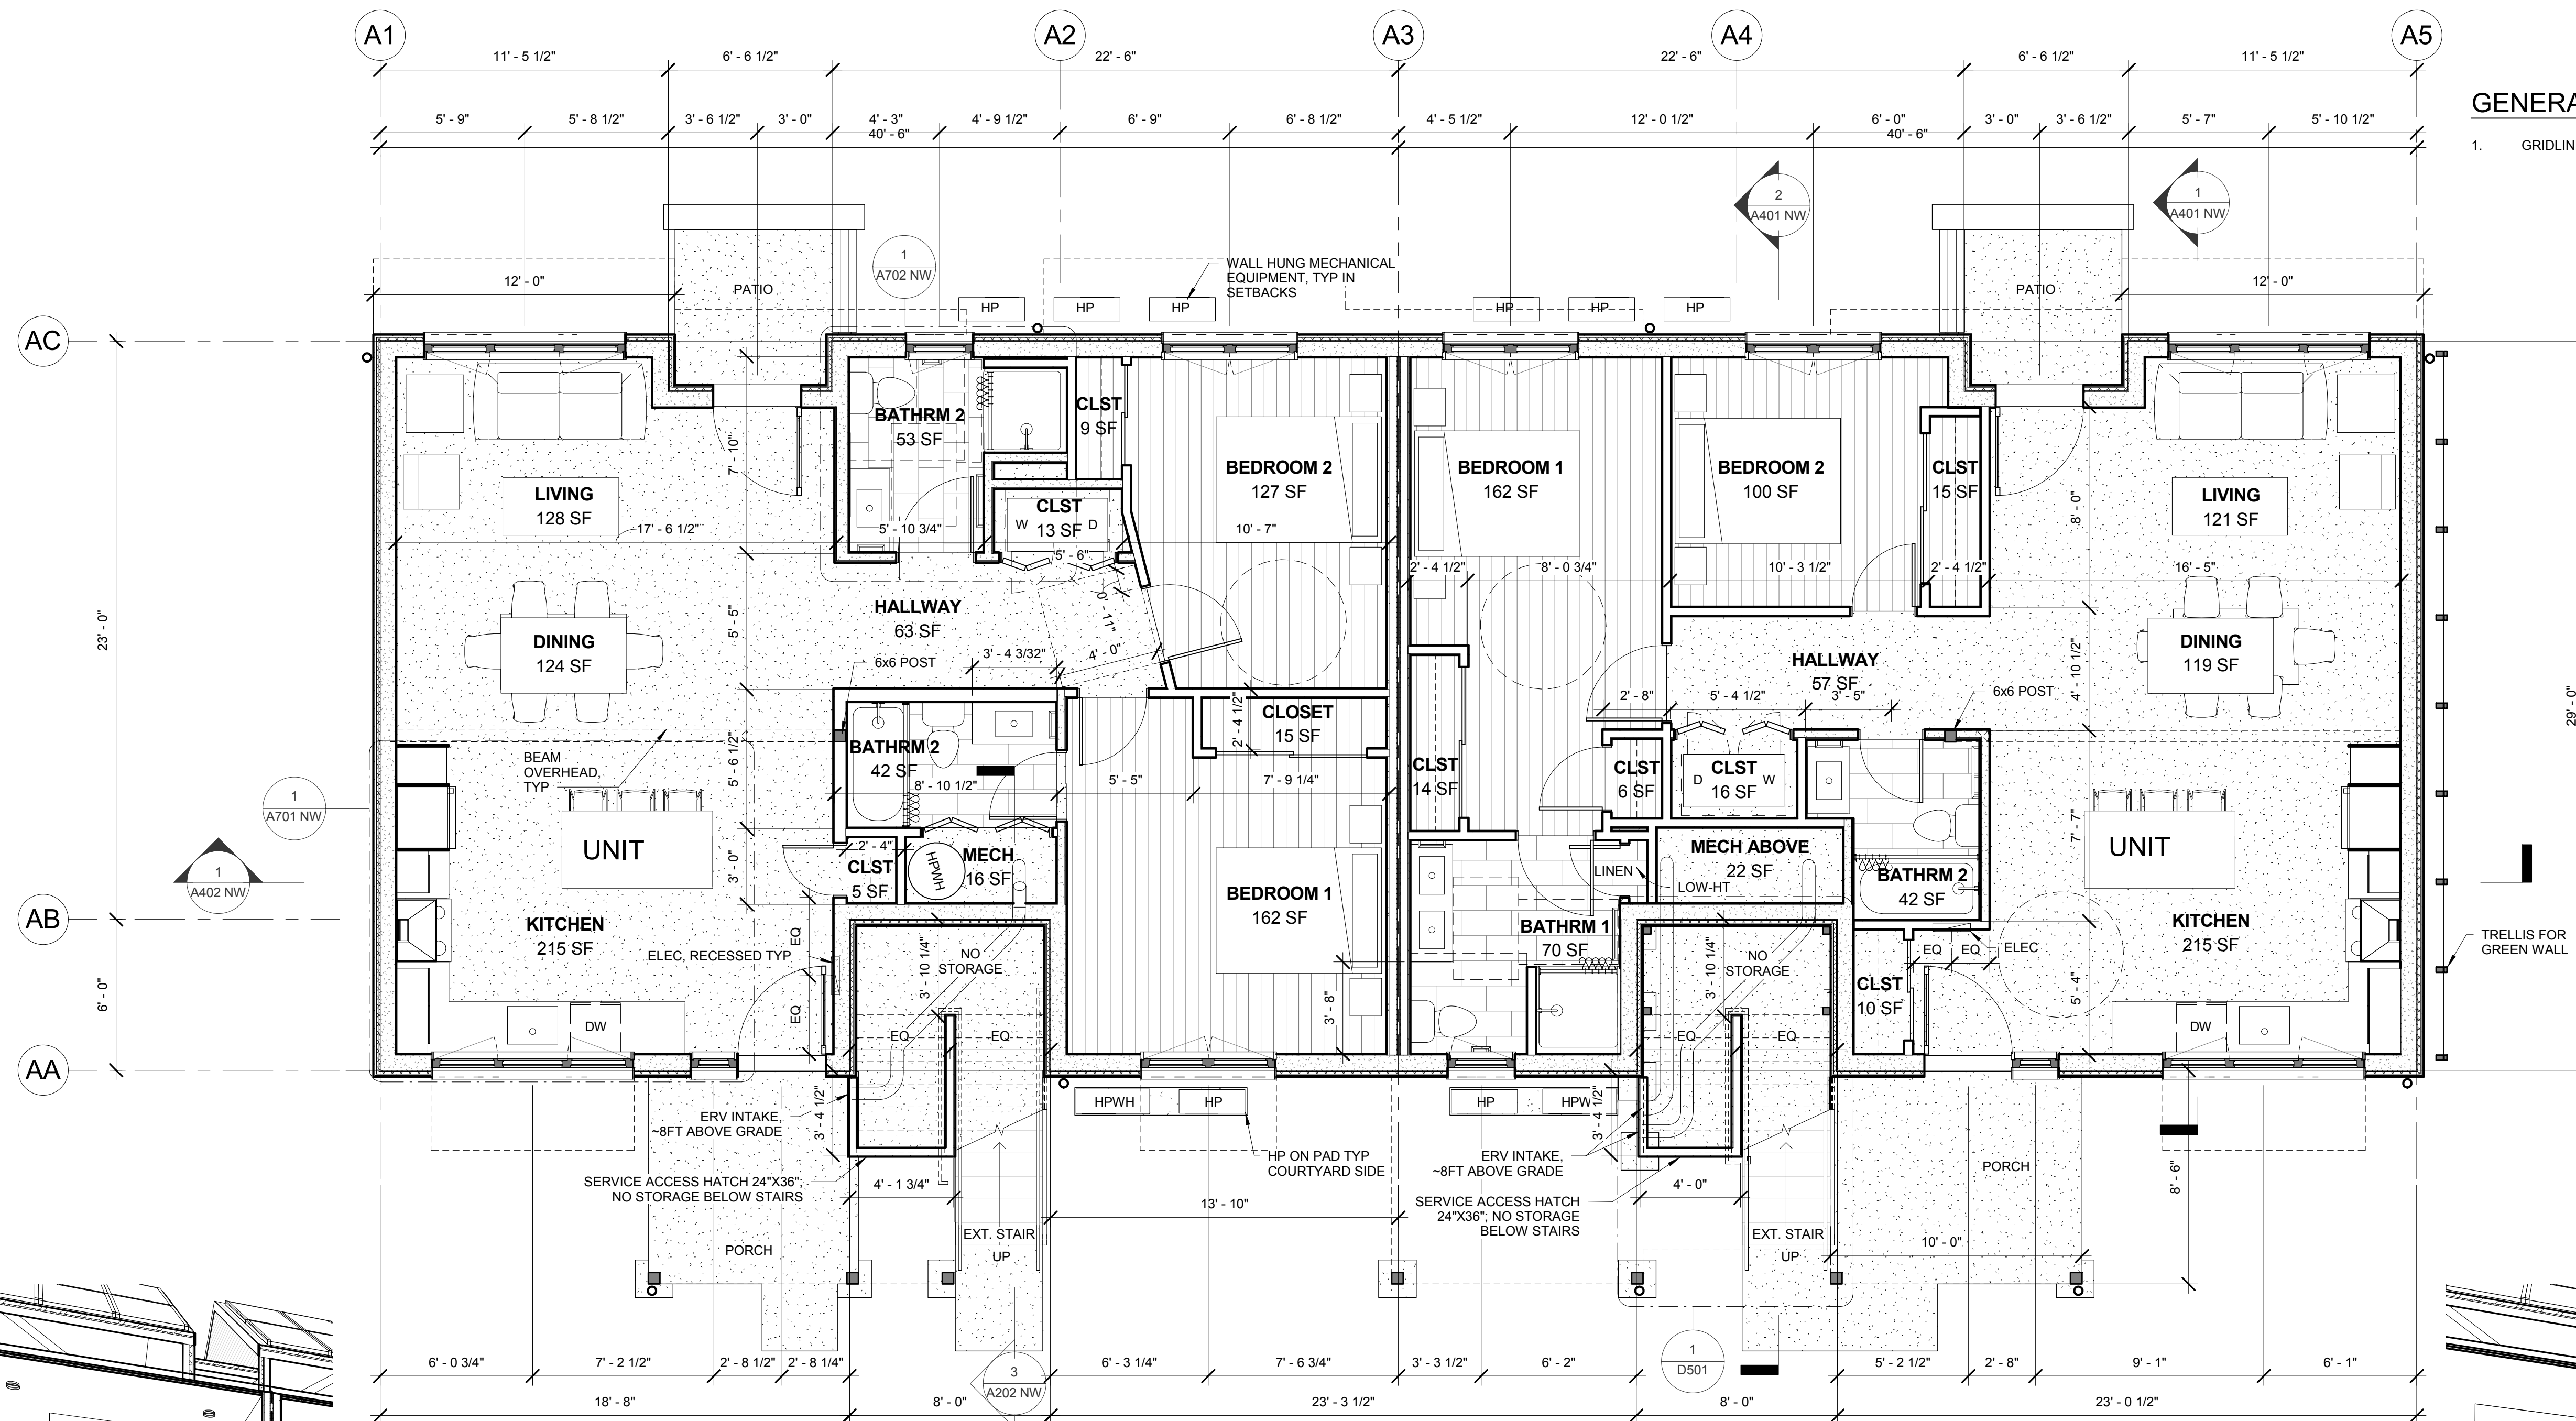 A1
A2
A3
A4
A5
11' - 5 1/2"
6' - 6 1/2"
22' - 6"
22' - 6"
6' - 6 1/2"
11' - 5 1/2"
GENERA
5' - 9"
5' - 8 1/2"
3' - 6 1/2"
3' - 0"
4' - 3"
4' - 9 1/2"
6' - 9"
6' - 8 1/2"
4' - 5 1/2"
12' - 0 1/2"
6' - 0"
3' - 0"
3' - 6 1/2"
5' - 7"
5' - 10 1/2"
40' - 6"
40' - 6"
1. GRIDLIN
2
A401 NW
1
A401 NW
1
A702 NW
WALL HUNG MECHANICAL
EQUIPMENT, TYP IN
SETBACKS
12' - 0"
PATIO
PATIO
12' - 0"
HP
HP
HP
HP
HP
HP
AC
BATHRM 2
53 SF
CLST
9 SF
7' - 10"
LIVING
128 SF
BEDROOM 2
127 SF
BEDROOM 1
162 SF
BEDROOM 2
100 SF
CLST
15 SF
LIVING
121 SF
8' - 0"
CLST
W
13 SF
D
17' - 6 1/2"
5' - 10 3/4"
10' - 7"
5' - 6"
2' - 4 1/2"
8' - 0 3/4"
10' - 3 1/2"
2' - 4 1/2"
16' - 5"
23' - 0"
DINING
124 SF
5' - 5"
HALLWAY
63 SF
0' - 11"
4' - 0"
3' - 4 3/32"
6x6 POST
HALLWAY
57 SF
4' - 10 1/2"
DINING
119 SF
6x6 POST
29' - 0"
2' - 8"
5' - 4 1/2"
3' - 5"
2' - 4 1/2"
CLOSET
15 SF
BATHRM 2
42 SF
BEAM
OVERHEAD,
TYP
5' - 6 1/2"
8' - 10 1/2"
5' - 5"
7' - 9 1/4"
CLST
14 SF
CLST
6 SF
CLST
D
16 SF
W
1
A701 NW
UNIT
UNIT
7' - 7"
2' - 4"
3' - 0"
CLST
5 SF
HPWH
MECH
16 SF
MECH ABOVE
22 SF
LINEN
LOW-HT
BATHRM 2
42 SF
1
A402 NW
AB
KITCHEN
215 SF
BEDROOM 1
162 SF
BATHRM 1
70 SF
KITCHEN
215 SF
TRELLIS FOR
GREEN WALL
ELEC, RECESSED TYP
EQ
EQ
3' - 10 1/4"
NO
STORAGE
3' - 10 1/4"
NO
STORAGE
EQ
EQ
ELEC
6' - 0"
3' - 8"
CLST
10 SF
5' - 4"
DW
EQ
EQ
EQ
EQ
DW
AA
3' - 4 1/2"
ERV INTAKE,
~8FT ABOVE GRADE
HPWH
HP
HP
HPW
3' - 4 1/2"
HP ON PAD TYP
COURTYARD SIDE
ERV INTAKE,
~8FT ABOVE GRADE
PORCH
8' - 6"
SERVICE ACCESS HATCH 24"X36";
NO STORAGE BELOW STAIRS
4' - 1 3/4"
13' - 10"
SERVICE ACCESS HATCH
24"X36"; NO STORAGE
BELOW STAIRS
4' - 0"
PORCH
EXT. STAIR
UP
EXT. STAIR
UP
10' - 0"
6' - 0 3/4"
7' - 2 1/2"
2' - 8 1/2"
2' - 8 1/4"
3
A202 NW
6' - 3 1/4"
7' - 6 3/4"
3' - 3 1/2"
6' - 2"
1
D501
5' - 2 1/2"
2' - 8"
9' - 1"
6' - 1"
18' - 8"
8' - 0"
23' - 3 1/2"
8' - 0"
23' - 0 1/2"